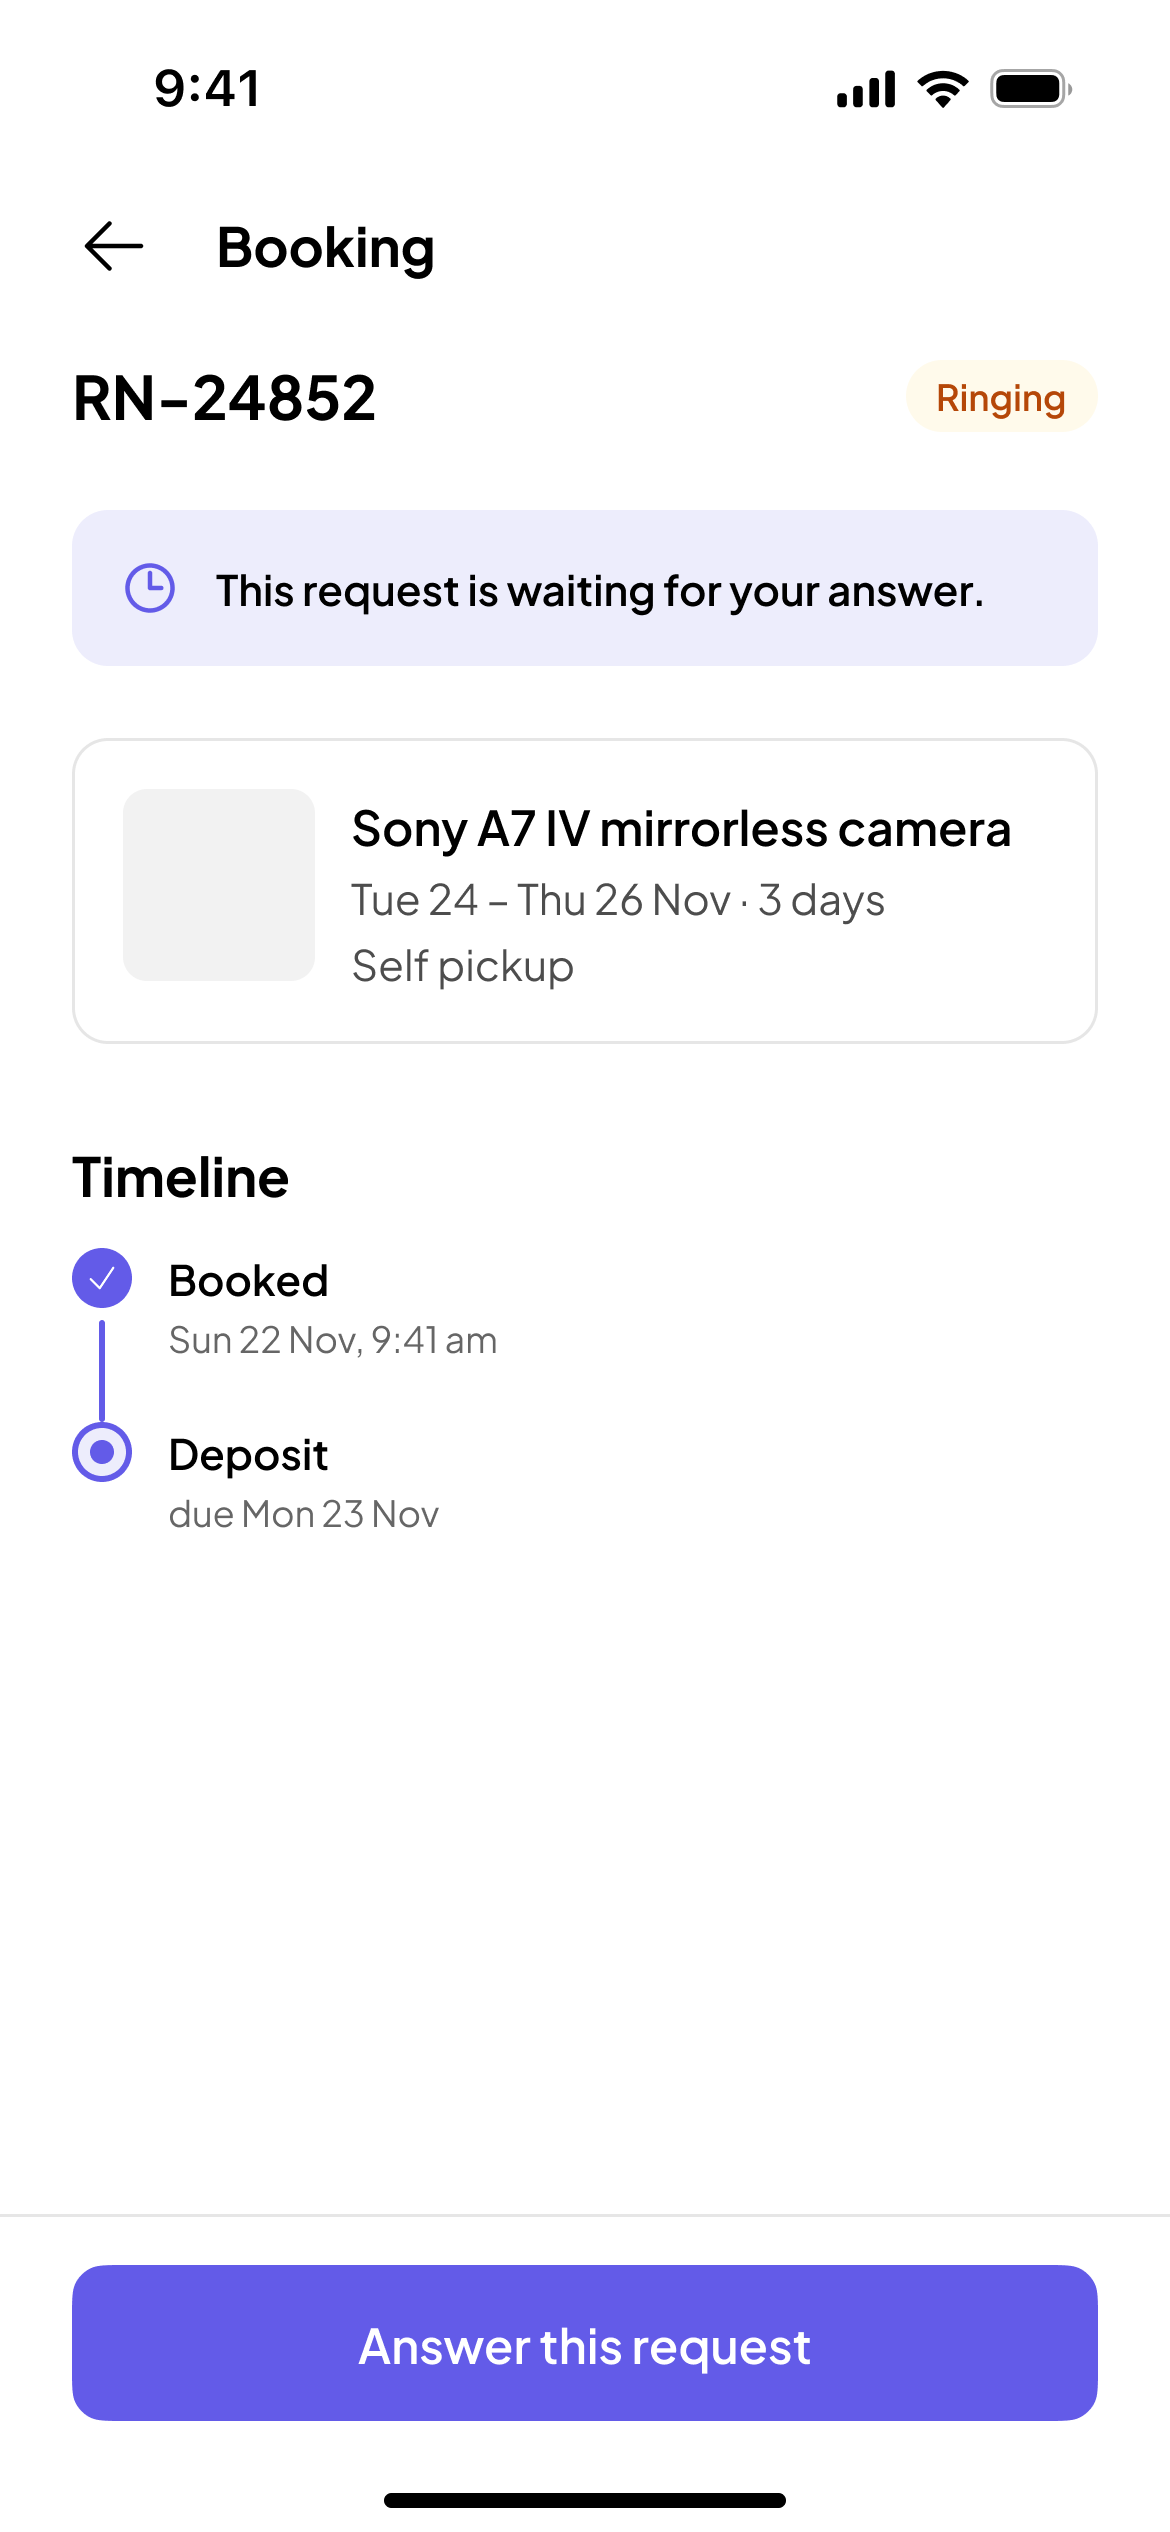 9:41
Booking
RN-24852
Ringing
This request is waiting for your answer.
Sony A7 IV mirrorless camera
Tue 24 – Thu 26 Nov · 3 days
Self pickup
Timeline
Booked
Sun 22 Nov, 9:41 am
Deposit
due Mon 23 Nov
Answer this request